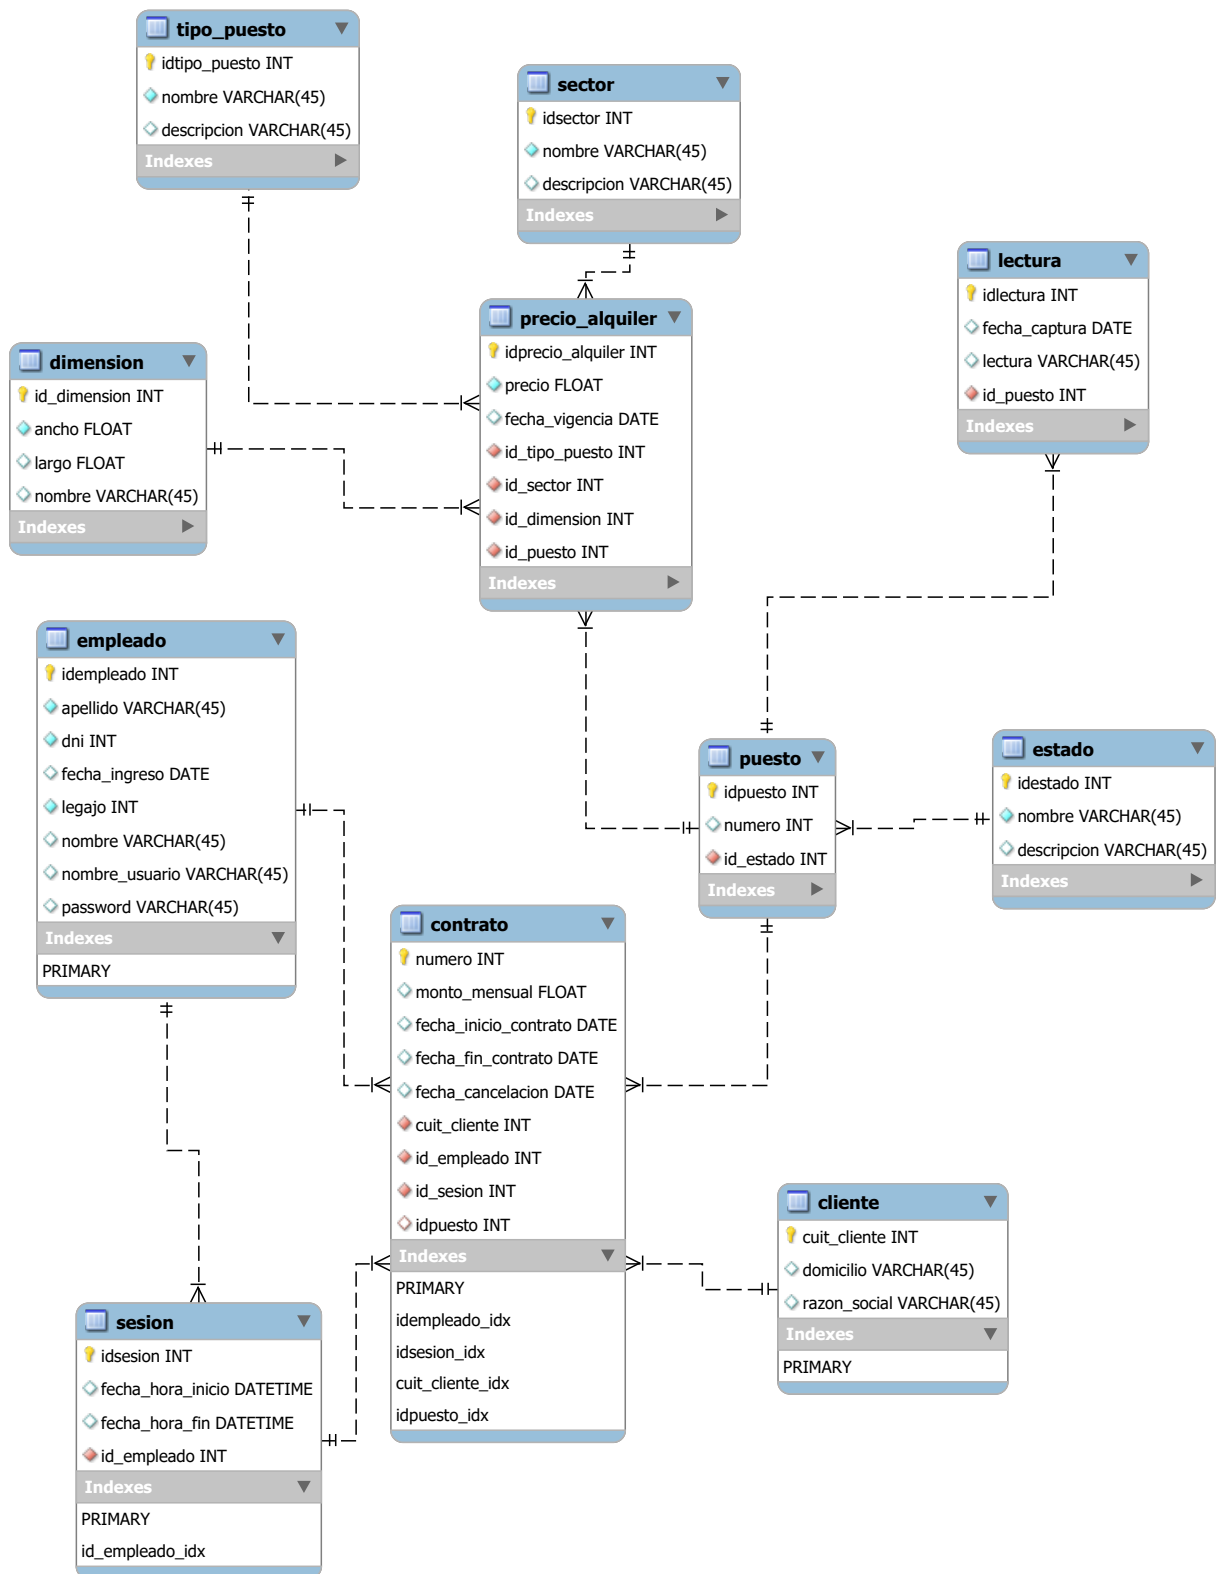 tipo_puesto
idtipo_puesto INT
nombre VARCHAR(45)
descripcion VARCHAR(45)
Indexes
sector
idsector INT
nombre VARCHAR(45)
descripcion VARCHAR(45)
Indexes
lectura
idlectura INT
fecha_captura DATE
lectura VARCHAR(45)
id_puesto INT
Indexes
precio_alquiler
idprecio_alquiler INT
precio FLOAT
fecha_vigencia DATE
id_tipo_puesto INT
id_sector INT
id_dimension INT
id_puesto INT
Indexes
dimension
id_dimension INT
ancho FLOAT
largo FLOAT
nombre VARCHAR(45)
Indexes
empleado
idempleado INT
apellido VARCHAR(45)
dni INT
fecha_ingreso DATE
legajo INT
nombre VARCHAR(45)
nombre_usuario VARCHAR(45)
password VARCHAR(45)
Indexes
PRIMARY
puesto
idpuesto INT
numero INT
id_estado INT
Indexes
estado
idestado INT
nombre VARCHAR(45)
descripcion VARCHAR(45)
Indexes
contrato
numero INT
monto_mensual FLOAT
fecha_inicio_contrato DATE
fecha_fin_contrato DATE
fecha_cancelacion DATE
cuit_cliente INT
id_empleado INT
id_sesion INT
idpuesto INT
Indexes
PRIMARY
idempleado_idx
idsesion_idx
cuit_cliente_idx
idpuesto_idx
cliente
cuit_cliente INT
domicilio VARCHAR(45)
razon_social VARCHAR(45)
Indexes
PRIMARY
sesion
idsesion INT
fecha_hora_inicio DATETIME
fecha_hora_fin DATETIME
id_empleado INT
Indexes
PRIMARY
id_empleado_idx